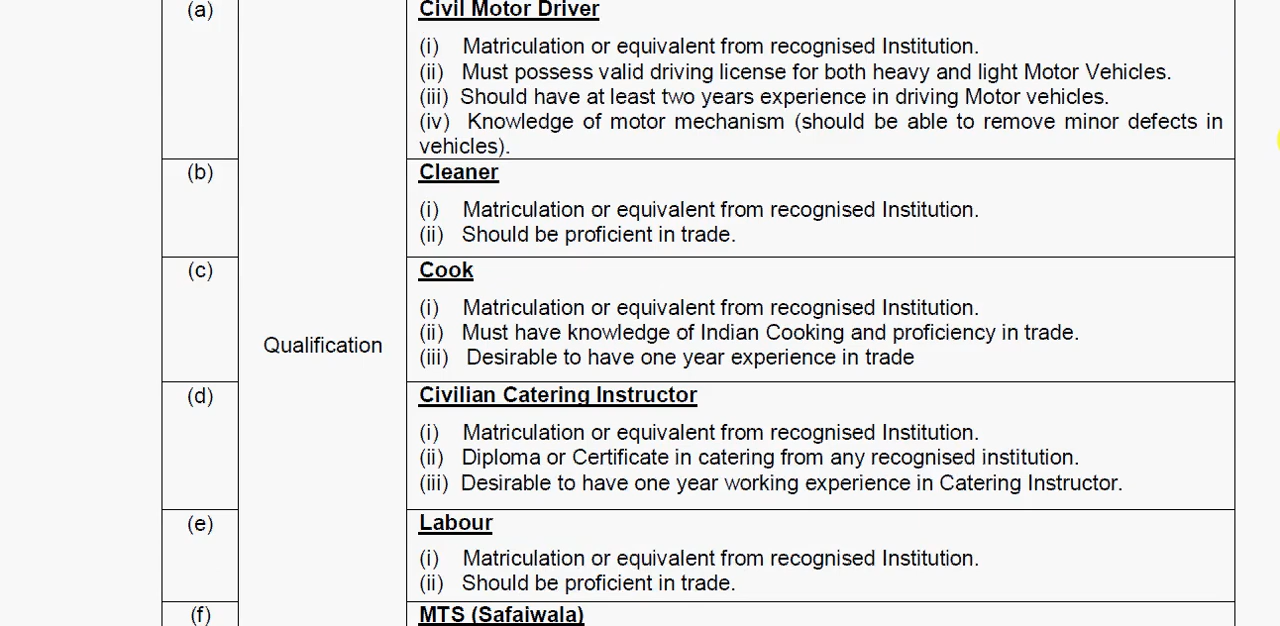 (a)
Civil Motor Driver
(i) Matriculation or equivalent from recognised Institution.
(ii) Must possess valid driving license for both heavy and light Motor Vehicles.
(iii) Should have at least two years experience in driving Motor vehicles.
(iv) Knowledge of motor mechanism (should be able to remove minor defects in
vehicles).
(b)
Cleaner
(i) Matriculation or equivalent from recognised Institution.
(ii) Should be proficient in trade.
(c)
Cook
(i) Matriculation or equivalent from recognised Institution.
(ii) Must have knowledge of Indian Cooking and proficiency in trade.
Qualification
(iii) Desirable to have one year experience in trade
(d)
Civilian Catering Instructor
(i) Matriculation or equivalent from recognised Institution.
(ii) Diploma or Certificate in catering from any recognised institution.
(iii) Desirable to have one year working experience in Catering Instructor.
(e)
Labour
(i) Matriculation or equivalent from recognised Institution.
(ii) Should be proficient in trade.
(f)
MTS (Safaiwala)